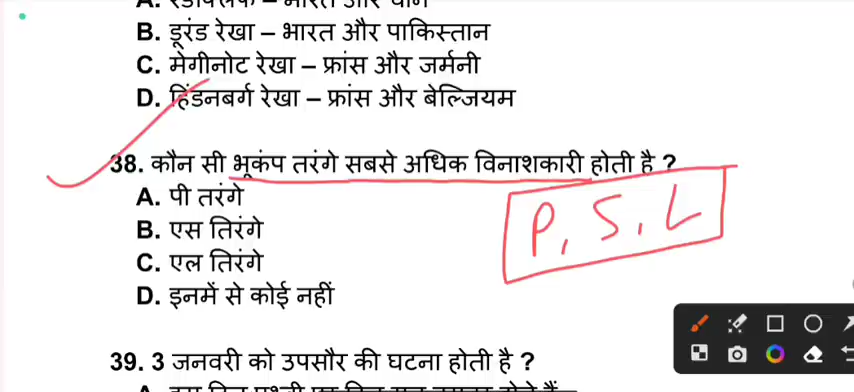 B. डूरंड रेखा – भारत और पाकिस्तान
C. मेगीनोट रेखा – फ्रांस और जर्मनी
D. हिंडनबर्ग रेखा – फ्रांस और बेल्जियम
38. कौन सी भूकंप तरंगे सबसे अधिक विनाशकारी होती है ?
A. पी तरंगे
B. एस तिरंगे
C. एल तिरंगे
D. इनमें से कोई नहीं
P, S, L
39. 3 जनवरी को उपसौर की घटना होती है ?